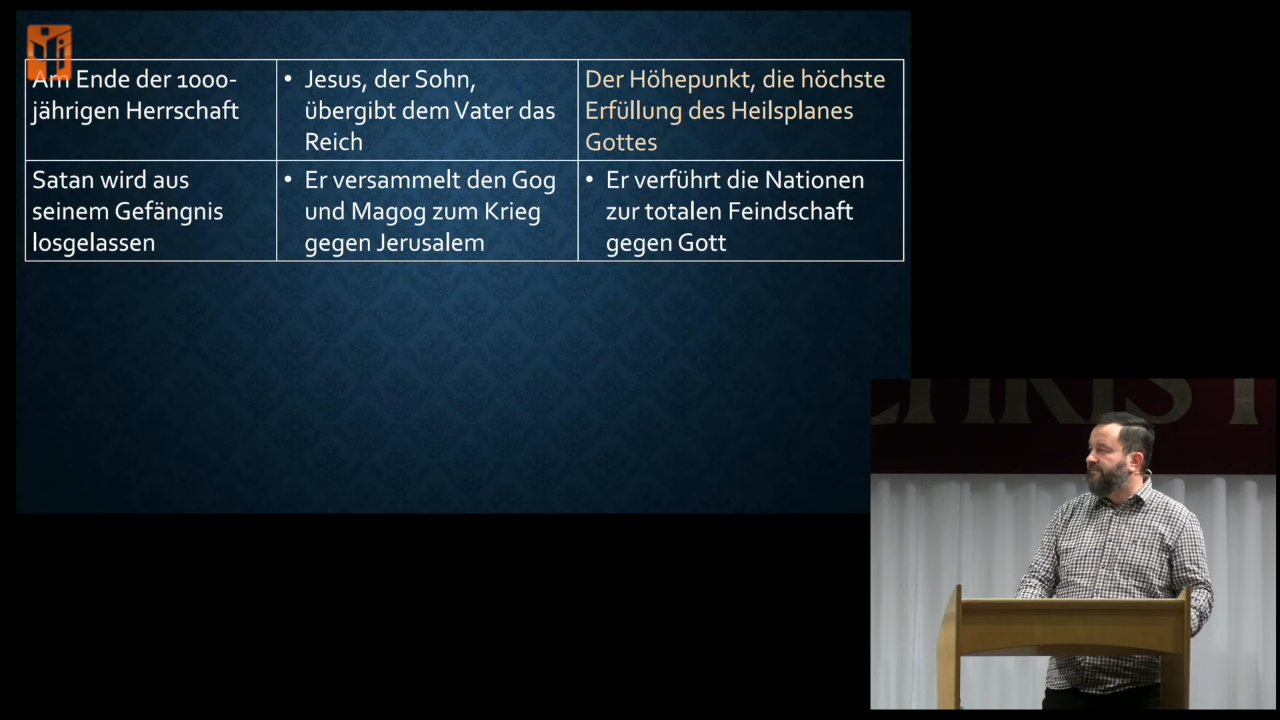 Am Ende der 1000-
jährigen Herrschaft
• Jesus, der Sohn,
übergibt dem Vater das
Reich
Der Höhepunkt, die höchste
Erfüllung des Heilsplanes
Gottes
Satan wird aus
seinem Gefängnis
losgelassen
• Er versammelt den Gog
und Magog zum Krieg
gegen Jerusalem
• Er verführt die Nationen
zur totalen Feindschaft
gegen Gott
CHRIST